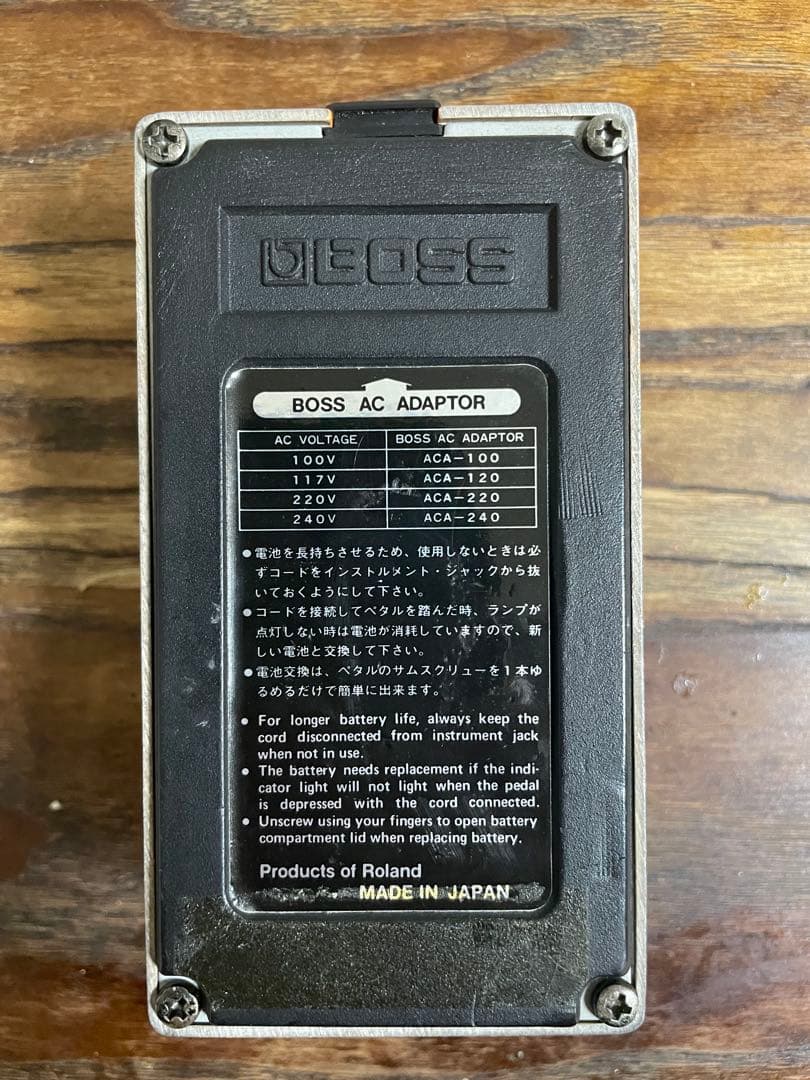 BOSS
BOSS AC ADAPTOR
AC VOLTAGE BOSS AC ADAPTOR
100V ACA-100
117V ACA-120
220V ACA-220
240V ACA-240
●電池を長持ちさせるため、使用しないときは必
ずコードをインストルメント・ジャックから抜
いておくようにして下さい。
●コードを接続してペタルを踏んだ時、ランプが
点灯しない時は電池が消耗していますので、新
しい電池と交換して下さい。
●電池交換は、ペタルのサムスクリューを1本ゆ
るめるだけで簡単に出来ます。
● For longer battery life, always keep the
cord disconnected from instrument jack
when not in use.
● The battery needs replacement if the indi-
cator light will not light when the pedal
is depressed with the cord connected.
● Unscrew using your fingers to open battery
compartment lid when replacing battery.
Products of Roland
MADE IN JAPAN